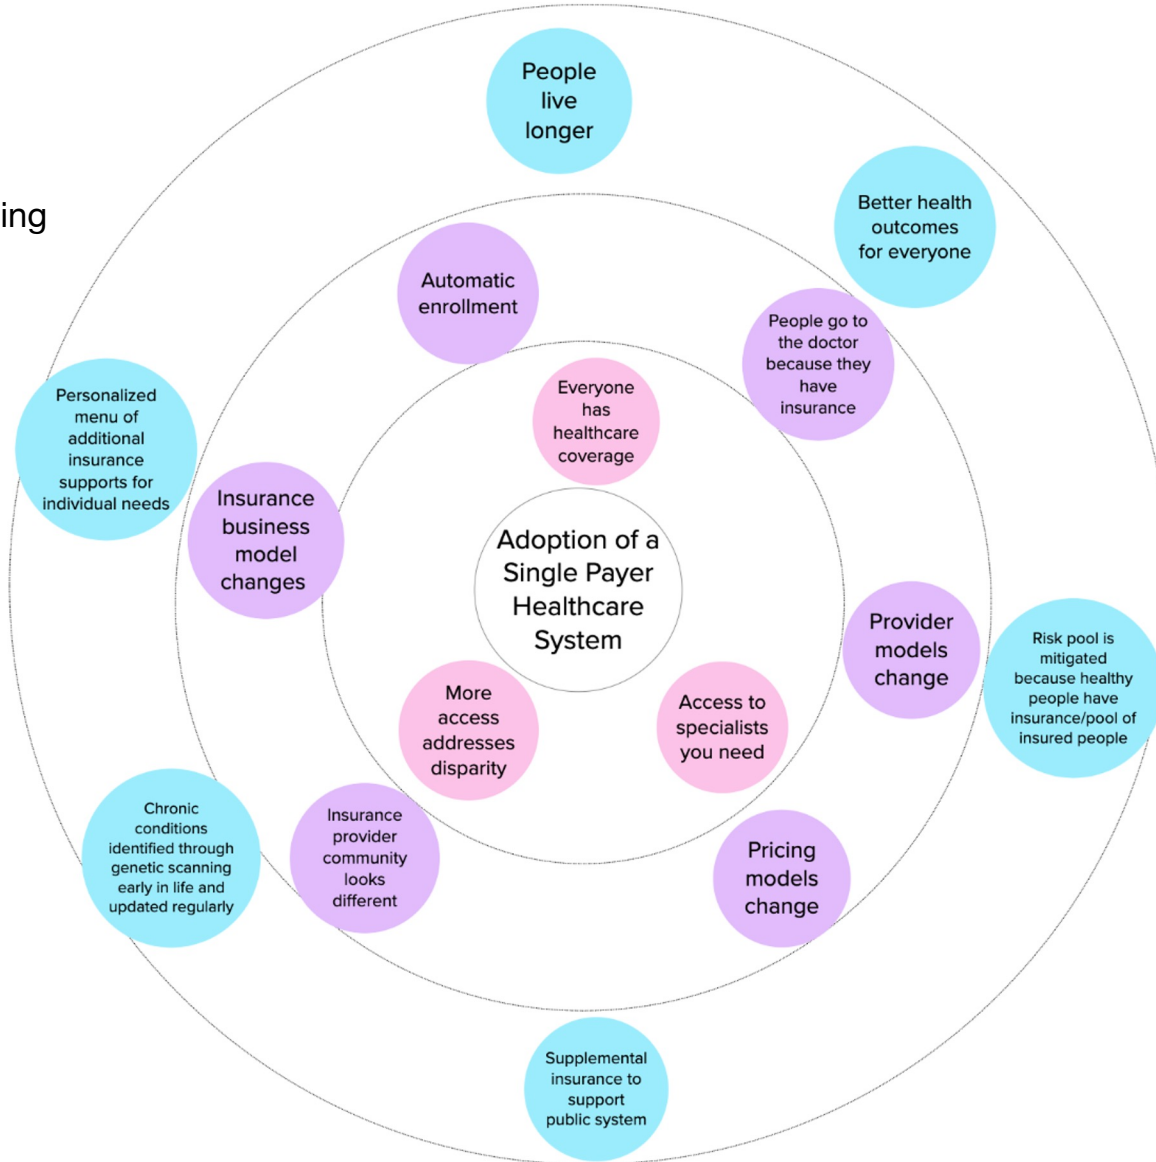 People
live
longer
ing
Better health
outcomes
for everyone
Automatic
enrollment
People go to
the doctor
because they
have
insurance
Personalized
menu of
additional
insurance
supports for
individual needs
Everyone
has
healthcare
coverage
Insurance
business
model
changes
Adoption of a
Single Payer
Healthcare
System
Provider
models
change
Risk pool is
mitigated
because healthy
people have
insurance/pool of
insured people
More
access
addresses
disparity
Access to
specialists
you need
Chronic
conditions
identified through
genetic scanning
early in life and
updated regularly
Insurance
provider
community
looks
different
Pricing
models
change
Supplemental
insurance to
support
public system